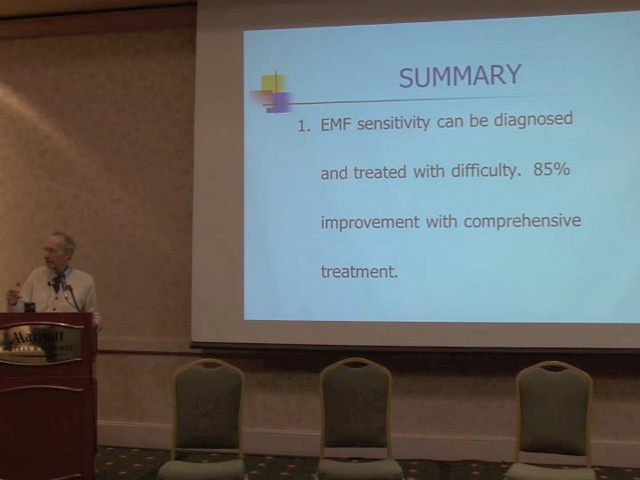 SUMMARY
1. EMF sensitivity can be diagnosed
and treated with difficulty. 85%
improvement with comprehensive
treatment.
Marriott